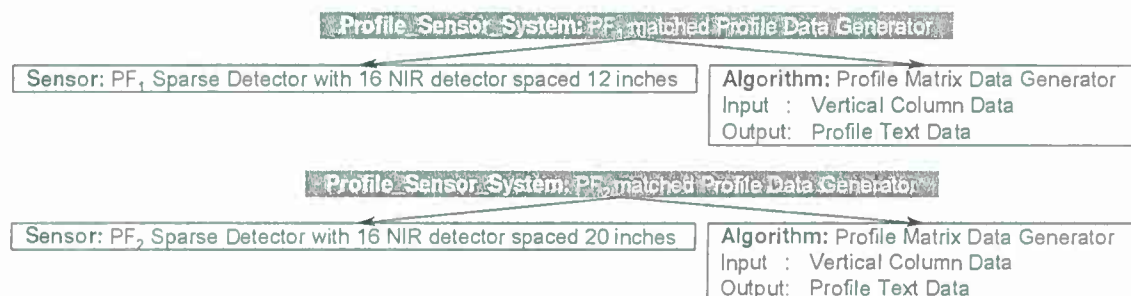 Profile_Sensor_System: PF₁ matched Profile Data Generator
Sensor: PF₁ Sparse Detector with 16 NIR detector spaced 12 inches
Algorithm: Profile Matrix Data Generator
Input : Vertical Column Data
Output: Profile Text Data
Profile_Sensor_System: PF₂ matched Profile Data Generator
Sensor: PF₂ Sparse Detector with 16 NIR detector spaced 20 inches
Algorithm: Profile Matrix Data Generator
Input : Vertical Column Data
Output: Profile Text Data